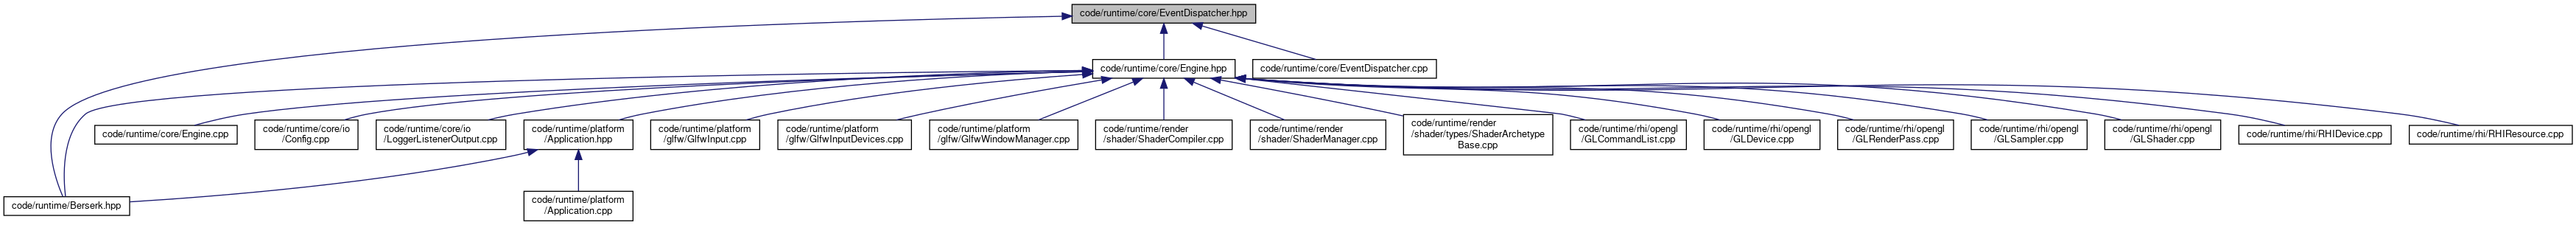 code/runtime/core/EventDispatcher.hpp
code/runtime/core/Engine.hpp
code/runtime/core/EventDispatcher.cpp
code/runtime/core/Engine.cpp
code/runtime/core/io
/Config.cpp
code/runtime/core/io
/LoggerListenerOutput.cpp
code/runtime/platform
/Application.hpp
code/runtime/platform
/glfw/GlfwInput.cpp
code/runtime/platform
/glfw/GlfwInputDevices.cpp
code/runtime/platform
/glfw/GlfwWindowManager.cpp
code/runtime/render
/shader/ShaderCompiler.cpp
code/runtime/render
/shader/ShaderManager.cpp
code/runtime/render
/shader/types/ShaderArchetype
Base.cpp
code/runtime/rhi/opengl
/GLCommandList.cpp
code/runtime/rhi/opengl
/GLDevice.cpp
code/runtime/rhi/opengl
/GLRenderPass.cpp
code/runtime/rhi/opengl
/GLSampler.cpp
code/runtime/rhi/opengl
/GLShader.cpp
code/runtime/rhi/RHIDevice.cpp
code/runtime/rhi/RHIResource.cpp
code/runtime/Berserk.hpp
code/runtime/platform
/Application.cpp